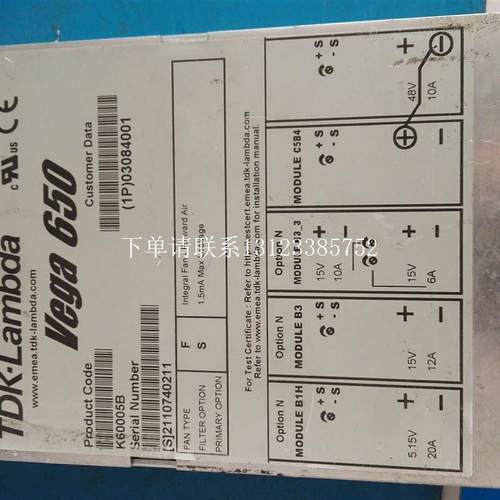 TDK-Lambda
www.emea.tdk-lambda.com
C US CE
Vega 650
Product Code
K60005B
Serial Number
(S)2110740211
Customer Data
(1P)03084001
FAN TYPE F Integral Fan
FILTER OPTION S 1.5mA Max
PRIMARY OPTION
For Test Certificate : Refer to
Refer to www.emea.tdk-lambda.com for installation manual.
MODULE B1H Option N
+ S
- S
5.15V 20A
+ -
MODULE B3 Option N
+ S
- S
15V 12A
+ -
Option N
15V 10A
+ -
15V 6A
+ -
MODULE C5B4
+ S
- S
+ -
+ S
- S
48V 10A
+ -
下单请联系13123385752